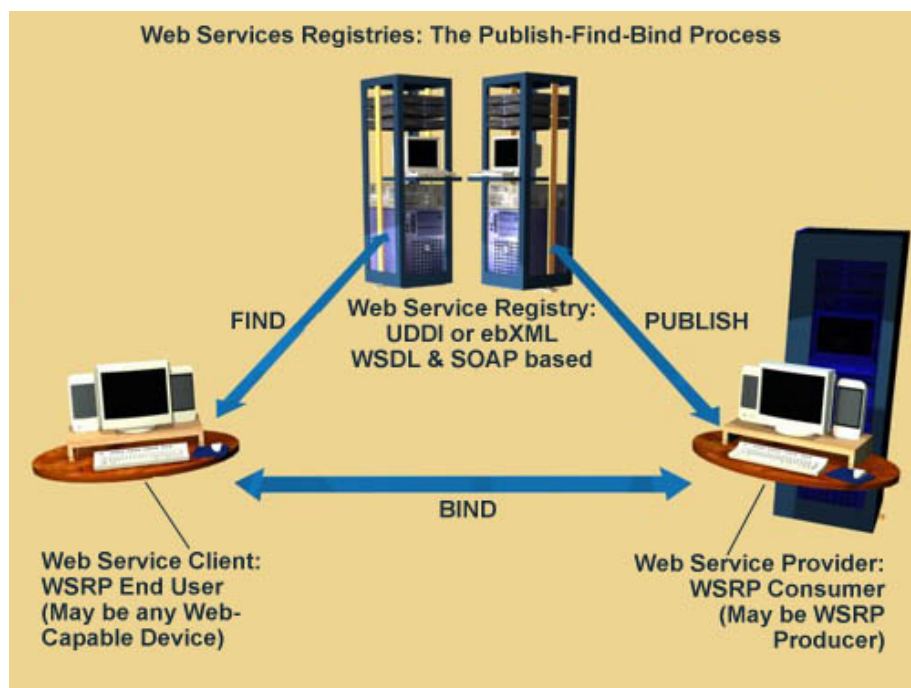 Web Services Registries: The Publish-Find-Bind Process
FIND
Web Service Registry:
UDDI or ebXML
WSDL & SOAP based
PUBLISH
BIND
Web Service Client:
WSRP End User
(May be any Web-
Capable Device)
Web Service Provider:
WSRP Consumer
(May be WSRP
Producer)